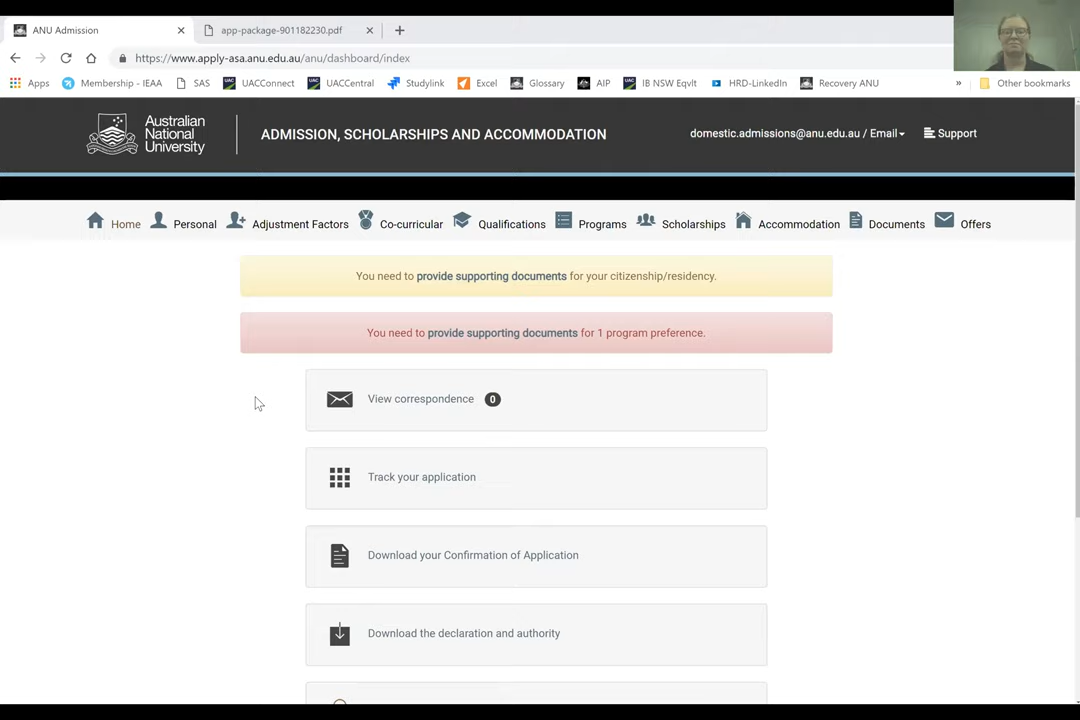 ANU Admission
app-package-901182230.pdf
https://www.apply-asa.anu.edu.au/anu/dashboard/index
Apps Membership - IEAA SAS UACConnect UACCentral Studylink Excel Glossary AIP IB NSW Eqvlt HRD-LinkedIn Recovery ANU » Other bookmarks
Australian
National
University
ADMISSION, SCHOLARSHIPS AND ACCOMMODATION
domestic.admissions@anu.edu.au / Email Support
Home Personal Adjustment Factors Co-curricular Qualifications Programs Scholarships Accommodation Documents Offers
You need to provide supporting documents for your citizenship/residency.
You need to provide supporting documents for 1 program preference.
View correspondence 0
Track your application
Download your Confirmation of Application
Download the declaration and authority